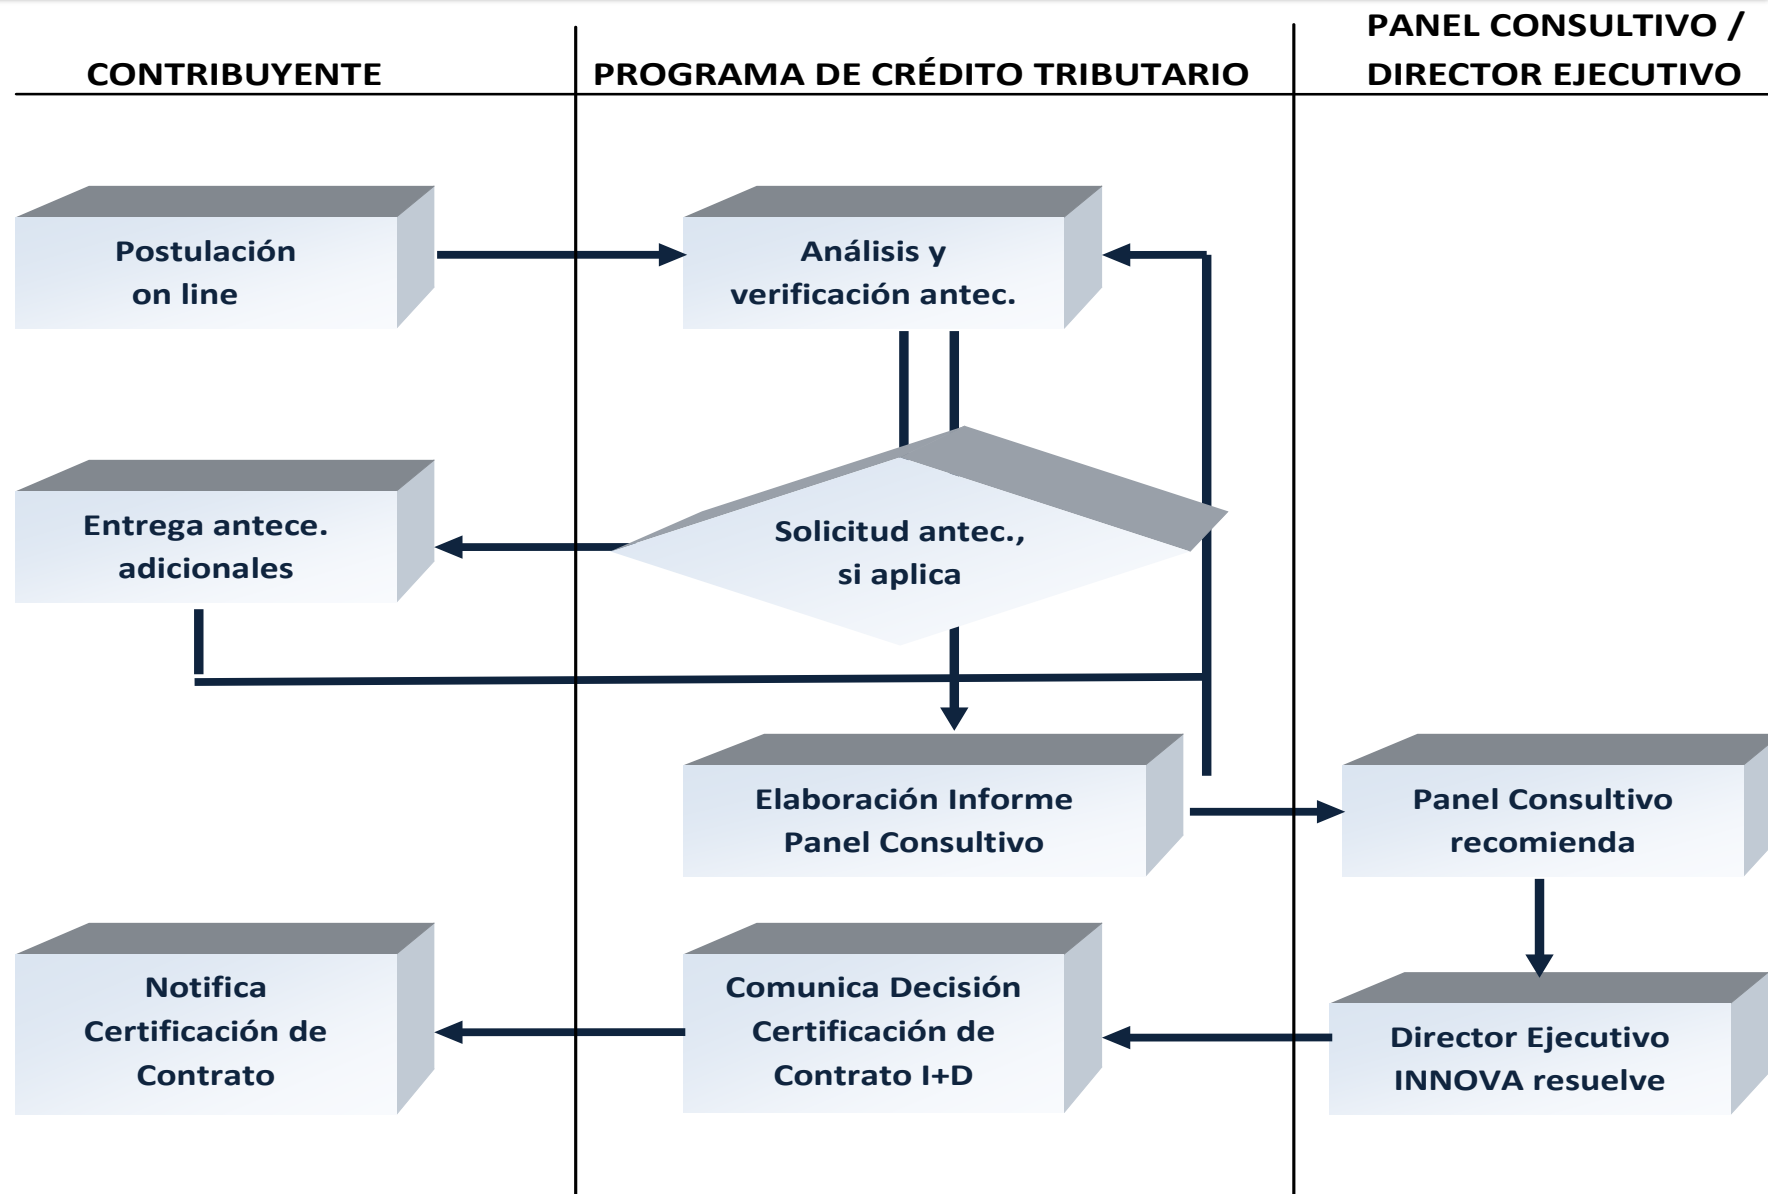 CONTRIBUYENTE
PROGRAMA DE CRÉDITO TRIBUTARIO
PANEL CONSULTIVO /
DIRECTOR EJECUTIVO
Postulación
on line
Análisis y
verificación antec.
Entrega antece.
adicionales
Solicitud antec.,
si aplica
Elaboración Informe
Panel Consultivo
Panel Consultivo
recomienda
Notifica
Certificación de
Contrato
Comunica Decisión
Certificación de
Contrato I+D
Director Ejecutivo
INNOVA resuelve